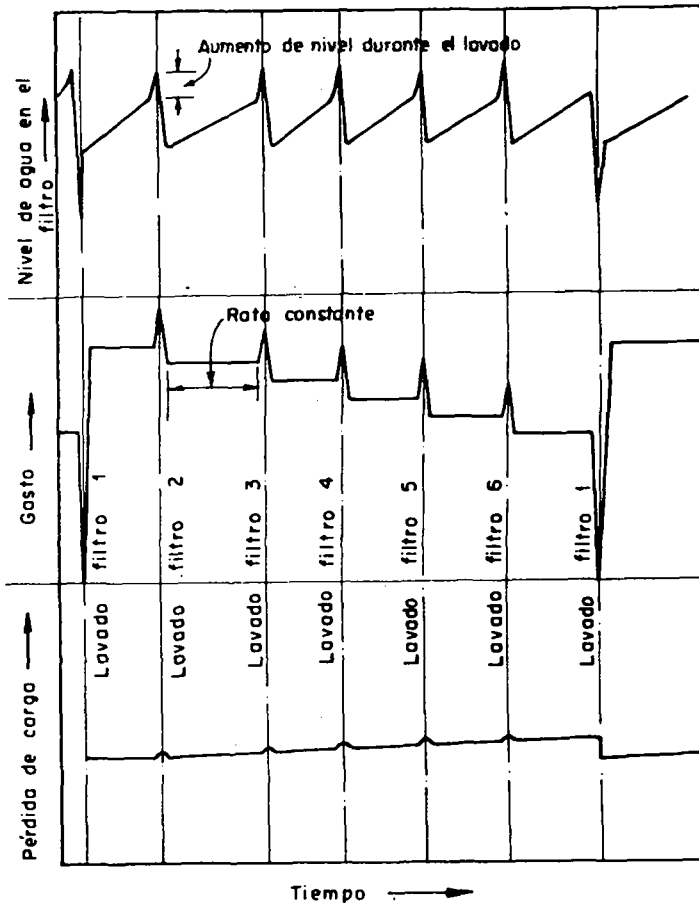 Aumento de nivel durante el lavado
Nivel de agua en el
filtro
Rata constante
Gasto
Lavado filtro 1
Lavado filtro 2
Lavado filtro 3
Lavado filtro 4
Lavado filtro 5
Lavado filtro 6
Lavado filtro 1
Pérdida de carga
Tiempo